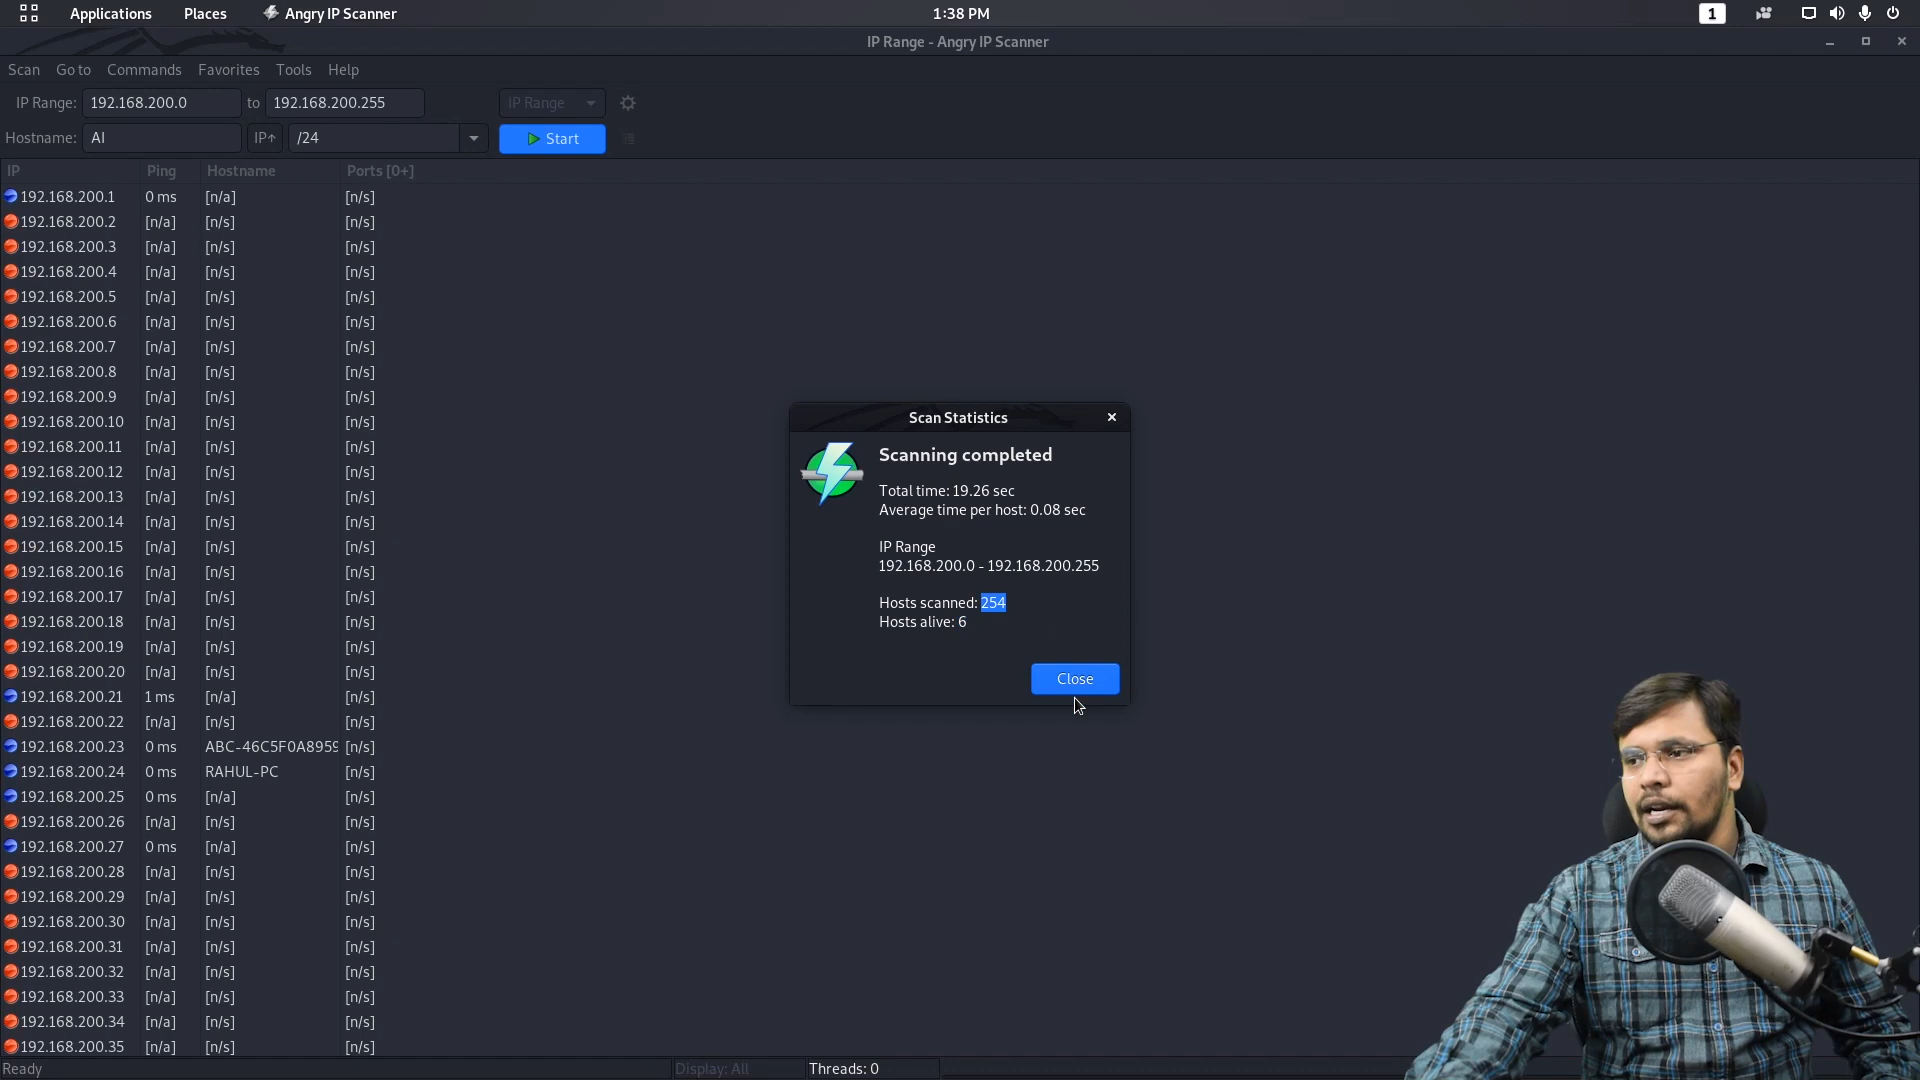 Applications Places Angry IP Scanner 1:38 PM 1
IP Range - Angry IP Scanner
Scan Go to Commands Favorites Tools Help
IP Range: 192.168.200.0 to 192.168.200.255 IP Range
Hostname: AI IP↑ /24 Start
IP Ping Hostname Ports [0+]
192.168.200.1 0 ms [n/a] [n/s]
192.168.200.2 [n/a] [n/s] [n/s]
192.168.200.3 [n/a] [n/s] [n/s]
192.168.200.4 [n/a] [n/s] [n/s]
192.168.200.5 [n/a] [n/s] [n/s]
192.168.200.6 [n/a] [n/s] [n/s]
192.168.200.7 [n/a] [n/s] [n/s]
192.168.200.8 [n/a] [n/s] [n/s]
192.168.200.9 [n/a] [n/s] [n/s]
192.168.200.10 [n/a] [n/s] [n/s]
192.168.200.11 [n/a] [n/s] [n/s]
192.168.200.12 [n/a] [n/s] [n/s]
192.168.200.13 [n/a] [n/s] [n/s]
192.168.200.14 [n/a] [n/s] [n/s]
192.168.200.15 [n/a] [n/s] [n/s]
192.168.200.16 [n/a] [n/s] [n/s]
192.168.200.17 [n/a] [n/s] [n/s]
192.168.200.18 [n/a] [n/s] [n/s]
192.168.200.19 [n/a] [n/s] [n/s]
192.168.200.20 [n/a] [n/s] [n/s]
192.168.200.21 1 ms [n/a] [n/s]
192.168.200.22 [n/a] [n/s] [n/s]
192.168.200.23 0 ms ABC-46C5F0A8959 [n/s]
192.168.200.24 0 ms RAHUL-PC [n/s]
192.168.200.25 0 ms [n/a] [n/s]
192.168.200.26 [n/a] [n/s] [n/s]
192.168.200.27 0 ms [n/a] [n/s]
192.168.200.28 [n/a] [n/s] [n/s]
192.168.200.29 [n/a] [n/s] [n/s]
192.168.200.30 [n/a] [n/s] [n/s]
192.168.200.31 [n/a] [n/s] [n/s]
192.168.200.32 [n/a] [n/s] [n/s]
192.168.200.33 [n/a] [n/s] [n/s]
192.168.200.34 [n/a] [n/s] [n/s]
192.168.200.35 [n/a] [n/s] [n/s]
Scan Statistics
Scanning completed
Total time: 19.26 sec
Average time per host: 0.08 sec
IP Range
192.168.200.0 - 192.168.200.255
Hosts scanned: 254
Hosts alive: 6
Close
Ready Display: All Threads: 0